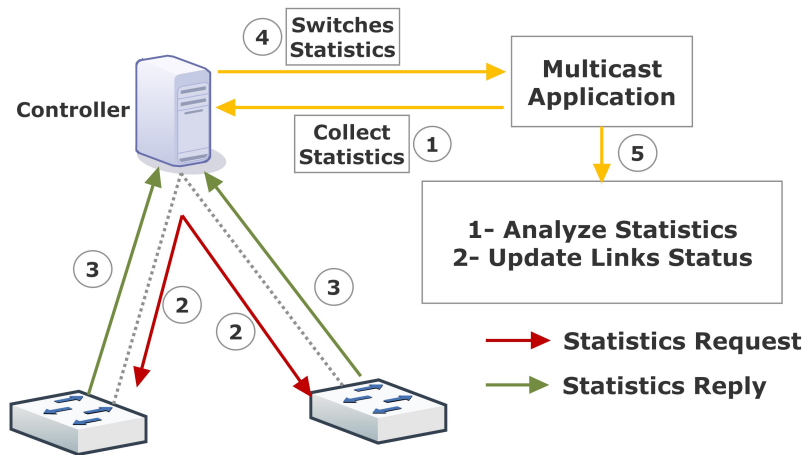 4
Switches
Statistics
Multicast
Application
Controller
Collect
Statistics
1
5
1- Analyze Statistics
2- Update Links Status
3
2
2
3
Statistics Request
Statistics Reply